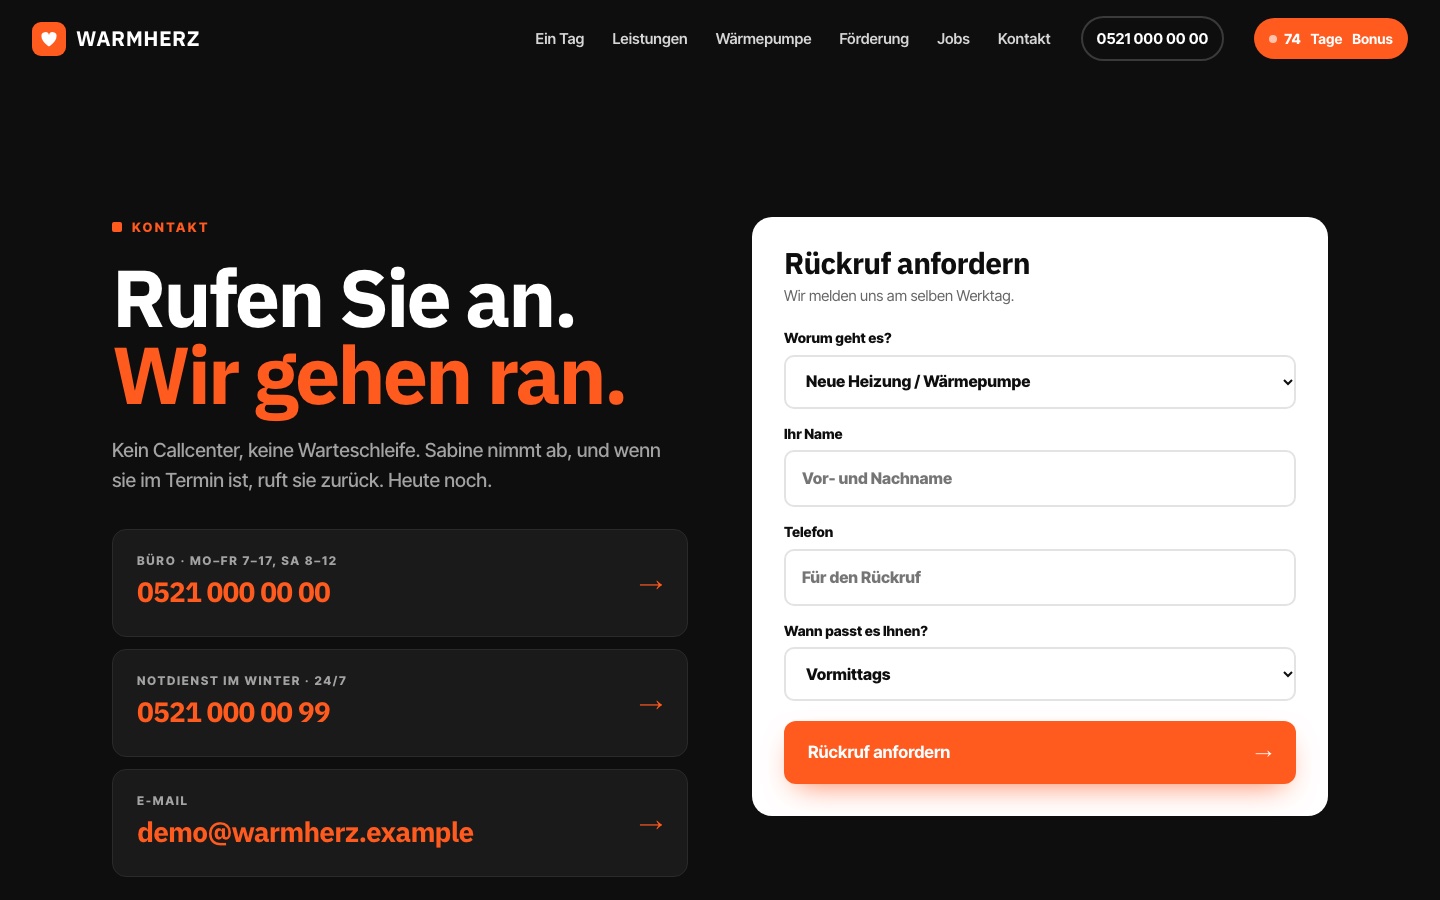 WARMHERZ
Ein Tag
Leistungen
Wärmepumpe
Förderung
Jobs
Kontakt
0521 000 00 00
74 Tage Bonus
KONTAKT
Rufen Sie an.
Wir gehen ran.
Kein Callcenter, keine Warteschleife. Sabine nimmt ab, und wenn
sie im Termin ist, ruft sie zurück. Heute noch.
BÜRO · MO–FR 7–17, SA 8–12
0521 000 00 00
→
NOTDIENST IM WINTER · 24/7
0521 000 00 99
→
E-MAIL
demo@warmherz.example
→
Rückruf anfordern
Wir melden uns am selben Werktag.
Worum geht es?
Neue Heizung / Wärmepumpe
Ihr Name
Vor- und Nachname
Telefon
Für den Rückruf
Wann passt es Ihnen?
Vormittags
Rückruf anfordern →